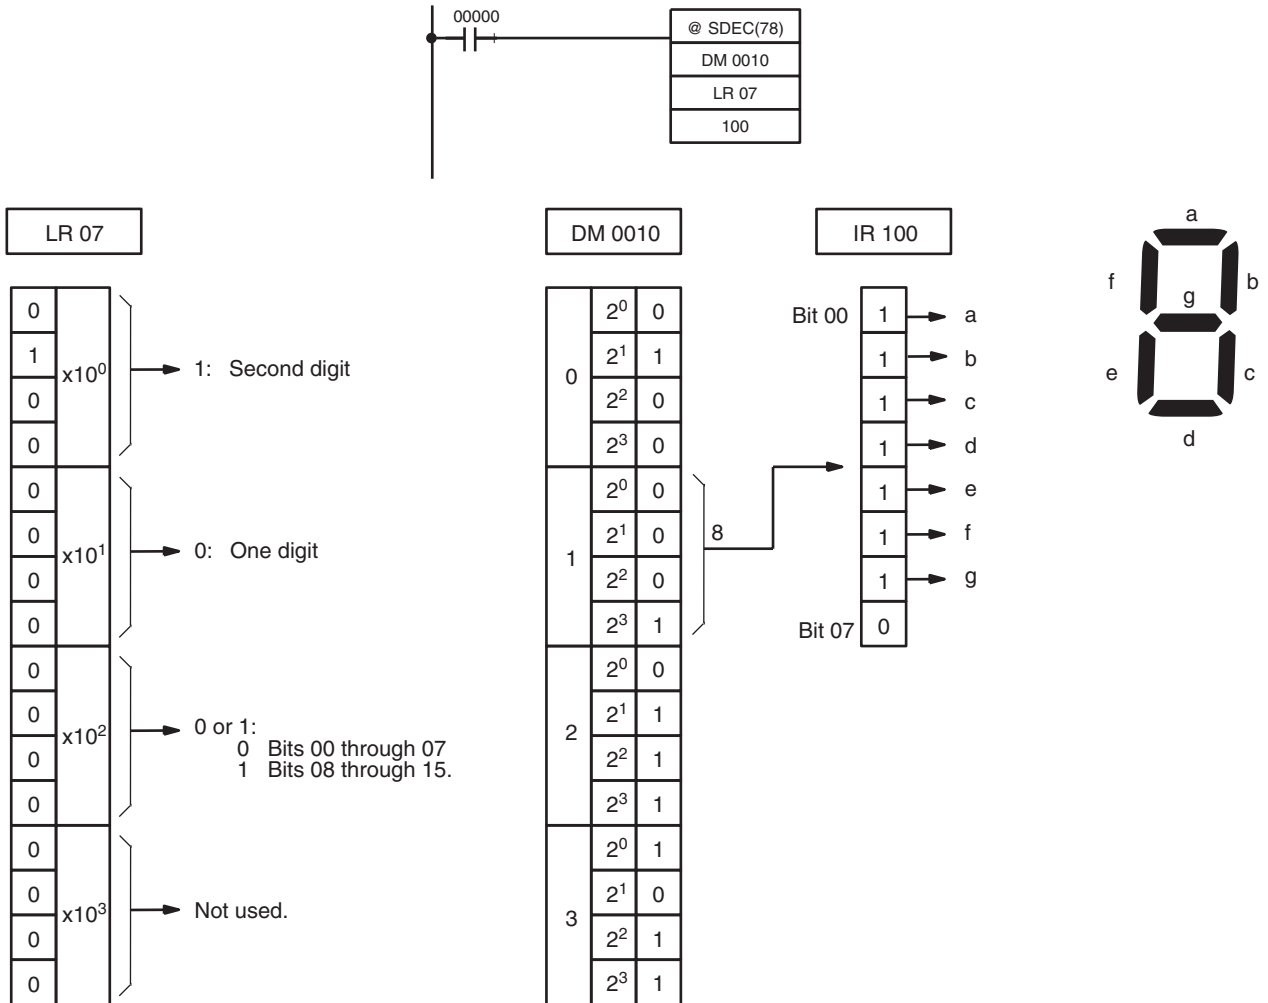 00000
@ SDEC(78)
DM 0010
LR 07
100
LR 07
DM 0010
IR 100
0
1
0
0
x10⁰
1: Second digit
0
0
0
0
x10¹
0: One digit
0
0
0
0
x10²
0 or 1:
0 Bits 00 through 07
1 Bits 08 through 15.
0
0
0
0
x10³
Not used.
0
2⁰ 0
2¹ 1
2² 0
2³ 0
1
2⁰ 0
2¹ 0
2² 0
2³ 1
8
2
2⁰ 0
2¹ 1
2² 1
2³ 1
3
2⁰ 1
2¹ 0
2² 1
2³ 1
Bit 00 1 a
1 b
1 c
1 d
1 e
1 f
1 g
Bit 07 0
a
f g b
e c
d